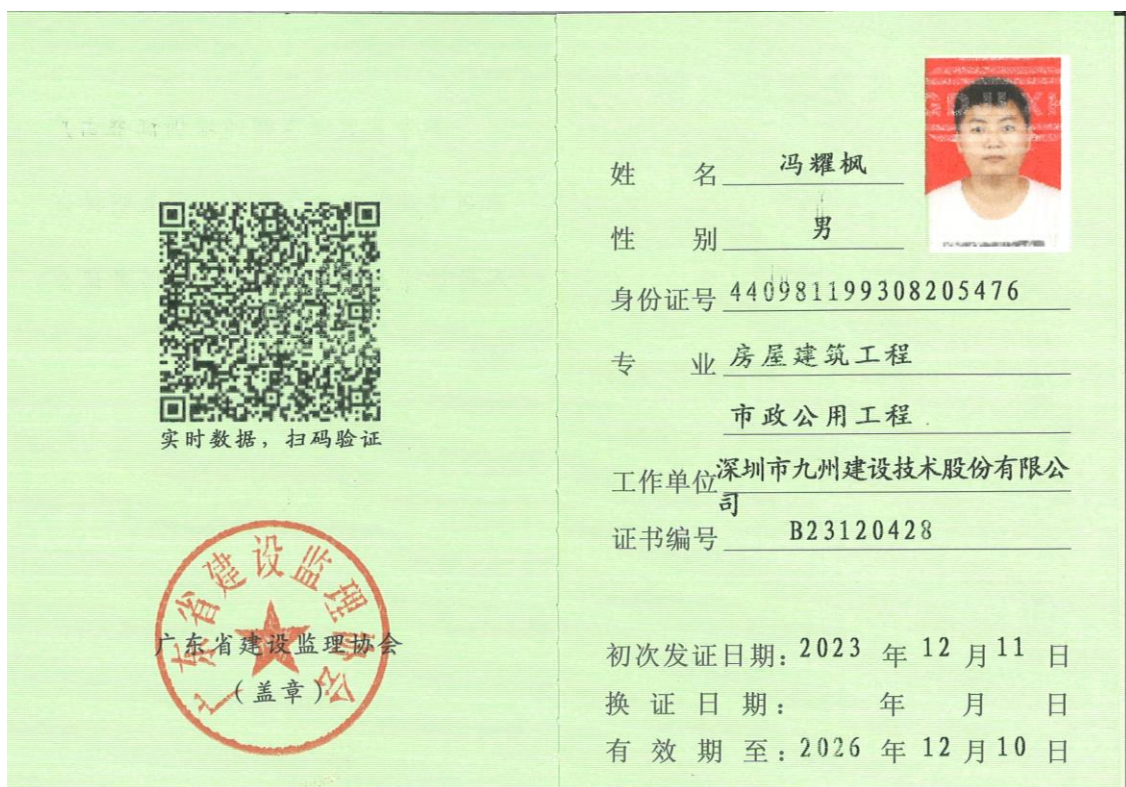 实时数据，扫码验证
广东省建设监理协会
广东省建设监理协会
（盖章）
姓 名 冯耀枫
性 别 男
身份证号 440981199308205476
专 业 房屋建筑工程
市政公用工程
工作单位 深圳市九州建设技术股份有限公
司
证书编号 B23120428
初次发证日期：2023 年 12 月 11 日
换 证 日 期： 年 月 日
有 效 期 至：2026 年 12 月 10 日